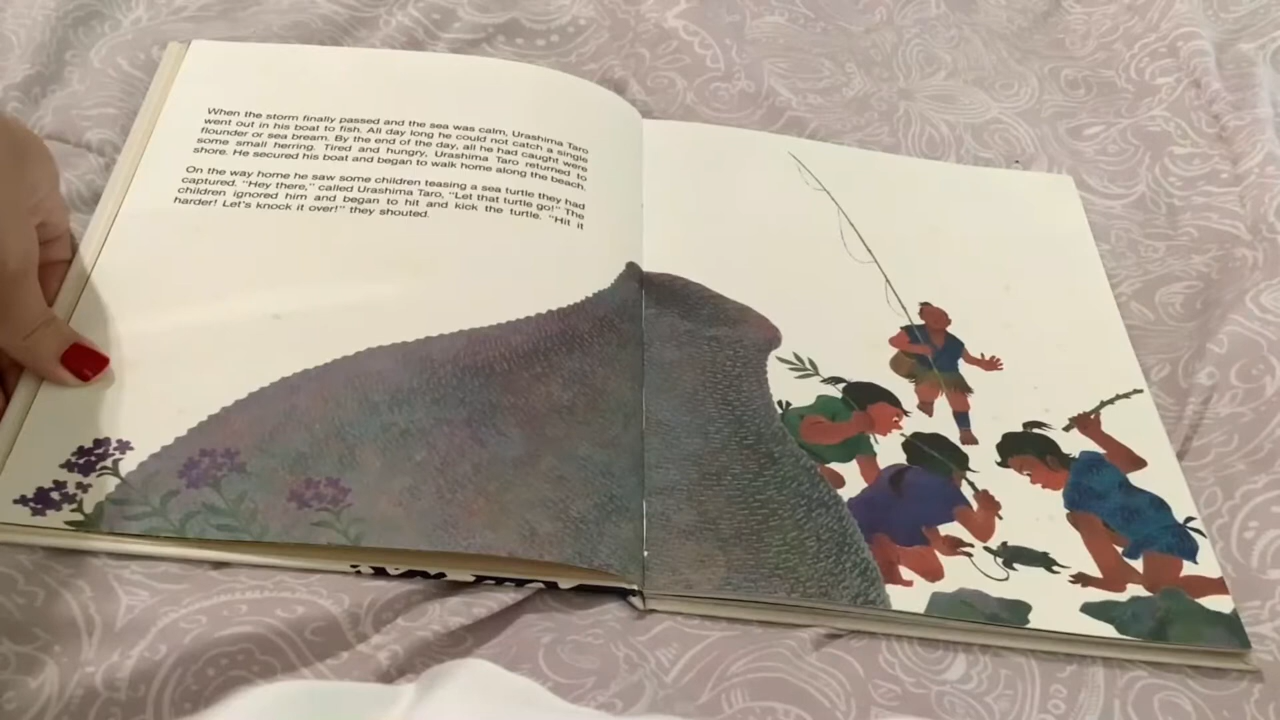 When the storm finally passed and the sea was calm, Urashima Taro
went out in his boat to fish. All day long he could not catch a single
flounder or sea bream. By the end of the day, all he had caught were
some small herring. Tired and hungry, Urashima Taro returned to
shore. He secured his boat and began to walk home along the beach.
On the way home he saw some children teasing a sea turtle they had
captured. "Hey there," called Urashima Taro, "Let that turtle go!" The
children ignored him and began to hit and kick the turtle. "Hit it
harder! Let's knock it over!" they shouted.